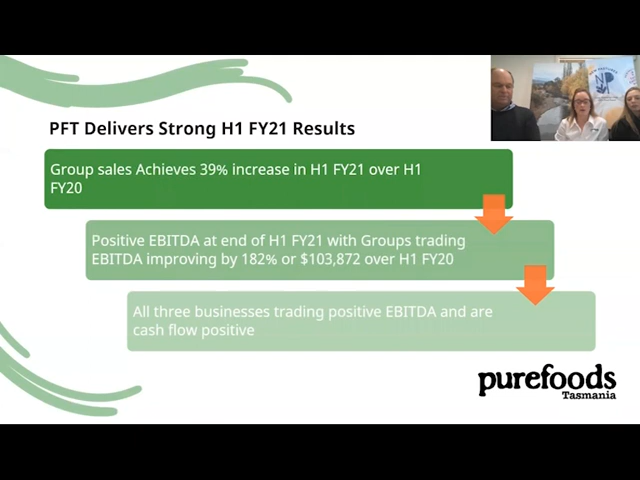 PFT Delivers Strong H1 FY21 Results
Group sales Achieves 39% increase in H1 FY21 over H1
FY20
Positive EBITDA at end of H1 FY21 with Groups trading
EBITDA improving by 182% or $103,872 over H1 FY20
All three businesses trading positive EBITDA and are
cash flow positive
purefoods
Tasmania